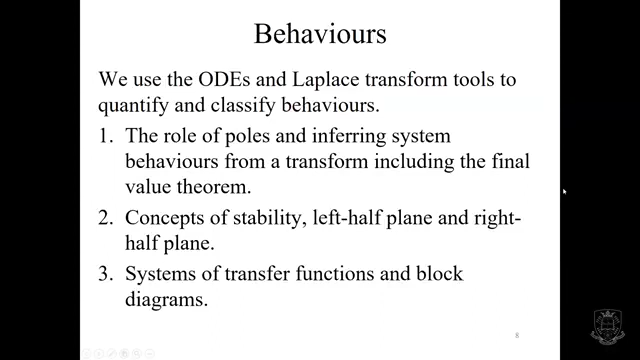 Behaviours
We use the ODEs and Laplace transform tools to
quantify and classify behaviours.
1. The role of poles and inferring system
behaviours from a transform including the final
value theorem.
2. Concepts of stability, left-half plane and right-
half plane.
3. Systems of transfer functions and block
diagrams.
8